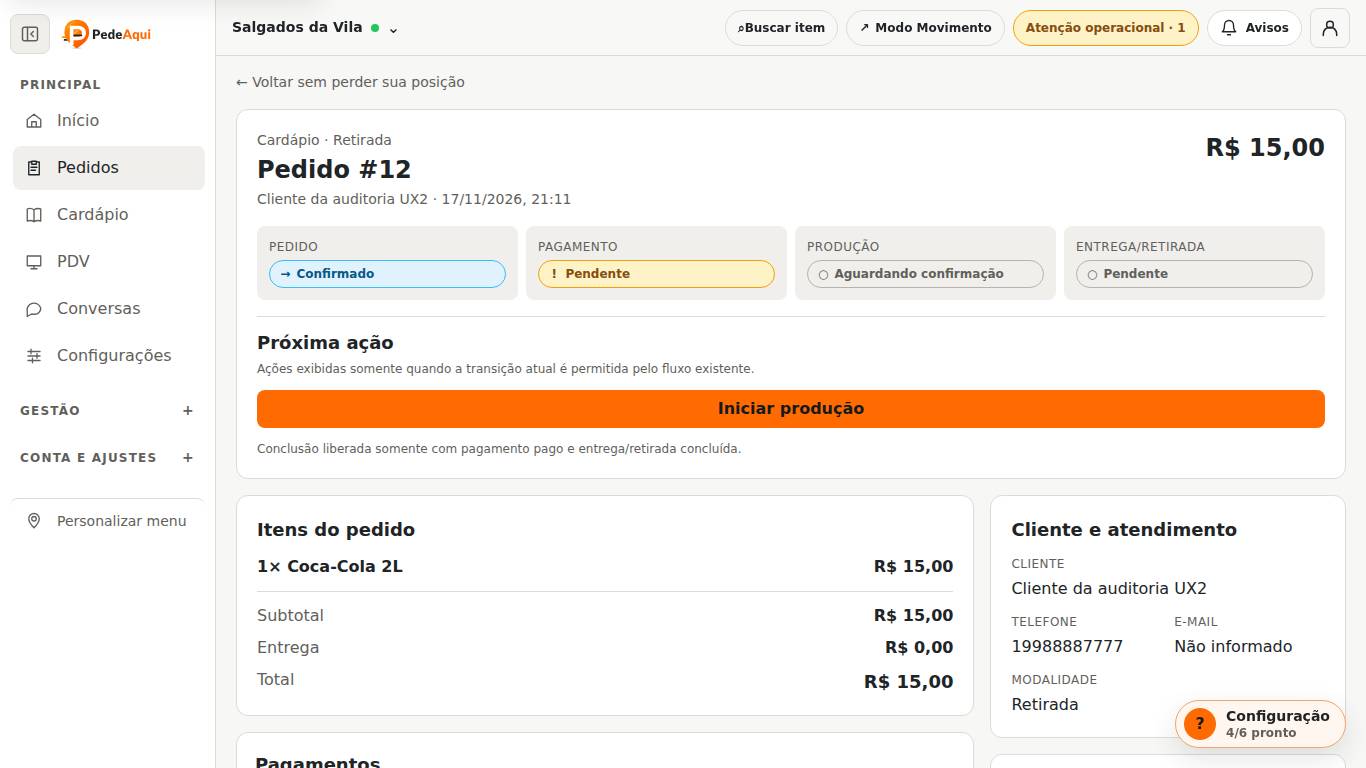 PedeAqui
Salgados da Vila
⌕Buscar item
↗ Modo Movimento
Atenção operacional · 1
Avisos
PRINCIPAL
Início
Pedidos
Cardápio
PDV
Conversas
Configurações
GESTÃO +
CONTA E AJUSTES +
Personalizar menu
← Voltar sem perder sua posição
Cardápio · Retirada
Pedido #12
R$ 15,00
Cliente da auditoria UX2 · 17/11/2026, 21:11
PEDIDO
→ Confirmado
PAGAMENTO
! Pendente
PRODUÇÃO
○ Aguardando confirmação
ENTREGA/RETIRADA
○ Pendente
Próxima ação
Ações exibidas somente quando a transição atual é permitida pelo fluxo existente.
Iniciar produção
Conclusão liberada somente com pagamento pago e entrega/retirada concluída.
Itens do pedido
1× Coca-Cola 2L R$ 15,00
Subtotal R$ 15,00
Entrega R$ 0,00
Total R$ 15,00
Pagamentos
Cliente e atendimento
CLIENTE
Cliente da auditoria UX2
TELEFONE E-MAIL
19988887777 Não informado
MODALIDADE
Retirada
? Configuração
4/6 pronto